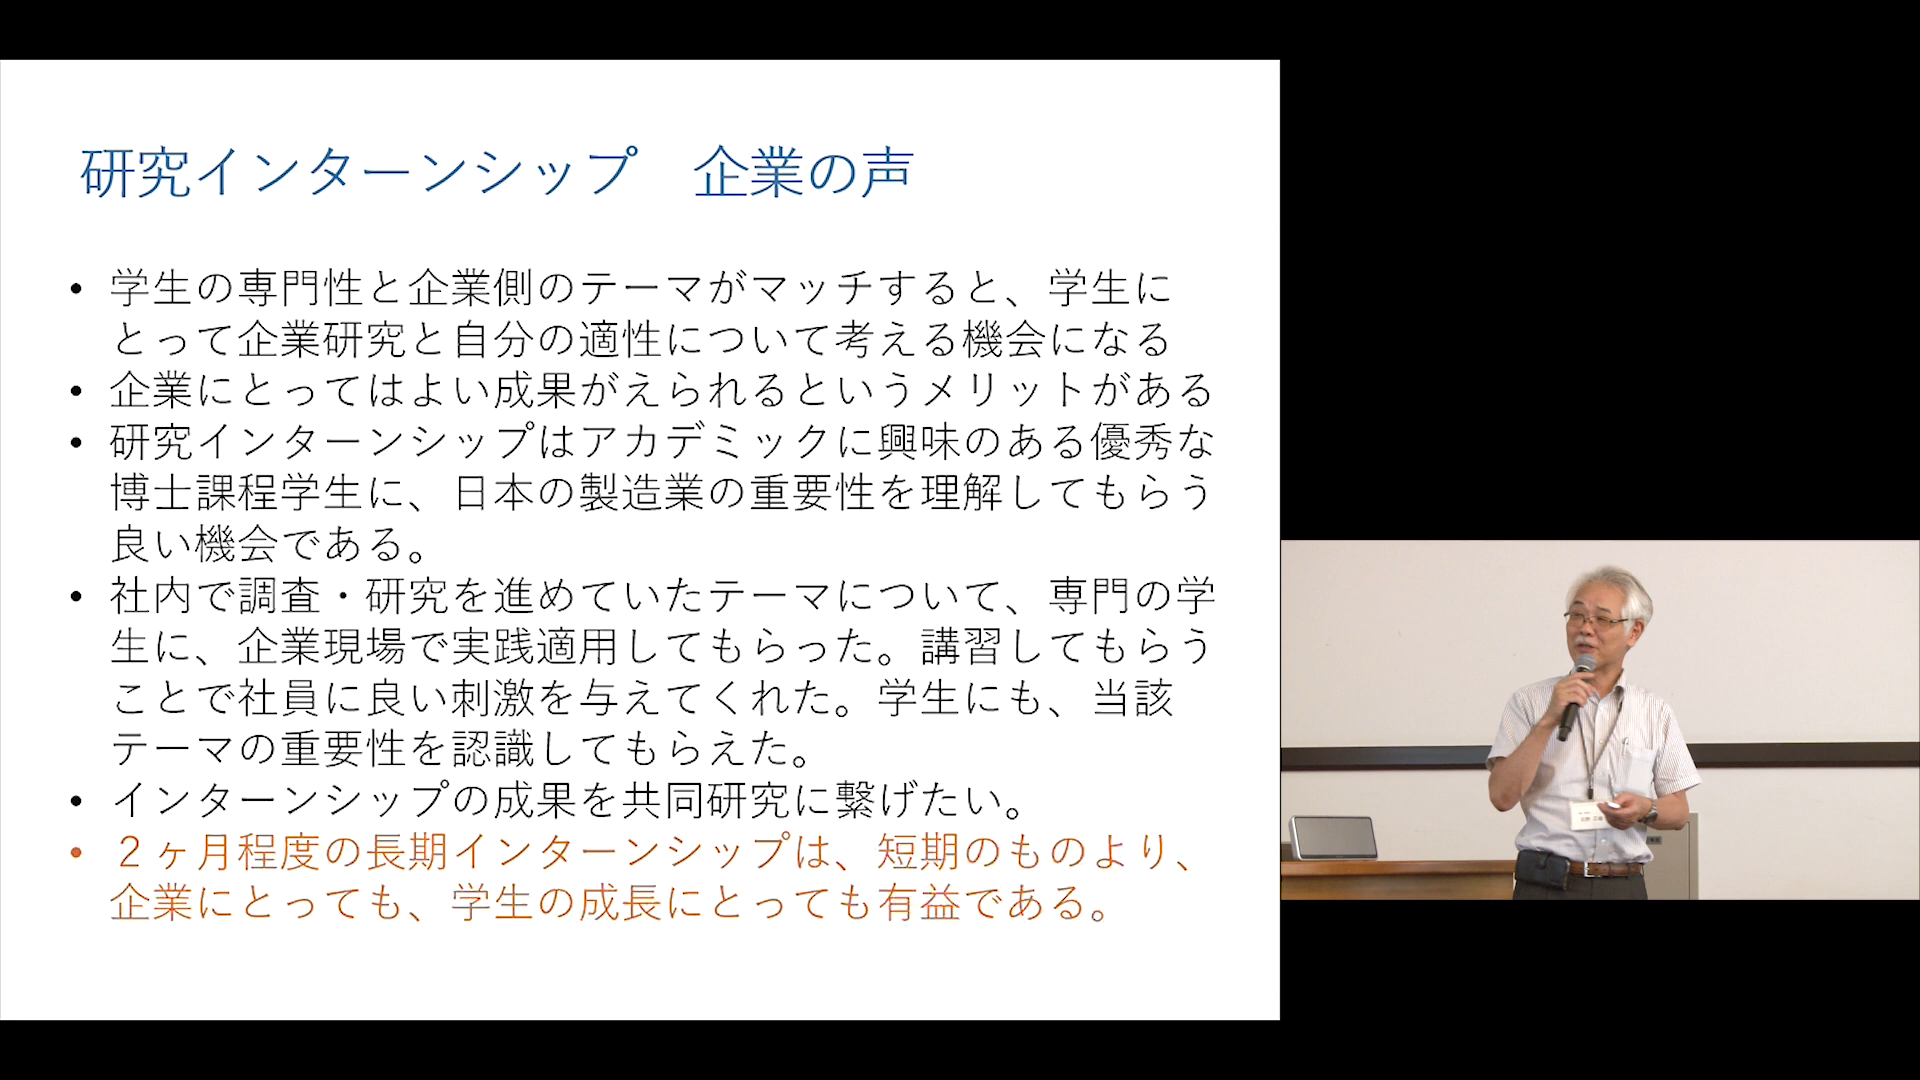 研究インターンシップ　企業の声
• 学生の専門性と企業側のテーマがマッチすると、学生に
とって企業研究と自分の適性について考える機会になる
• 企業にとってはよい成果がえられるというメリットがある
• 研究インターンシップはアカデミックに興味のある優秀な
博士課程学生に、日本の製造業の重要性を理解してもらう
良い機会である。
• 社内で調査・研究を進めていたテーマについて、専門の学
生に、企業現場で実践適用してもらった。講習してもらう
ことで社員に良い刺激を与えてくれた。学生にも、当該
テーマの重要性を認識してもらえた。
• インターンシップの成果を共同研究に繋げたい。
• ２ヶ月程度の長期インターンシップは、短期のものより、
企業にとっても、学生の成長にとっても有益である。